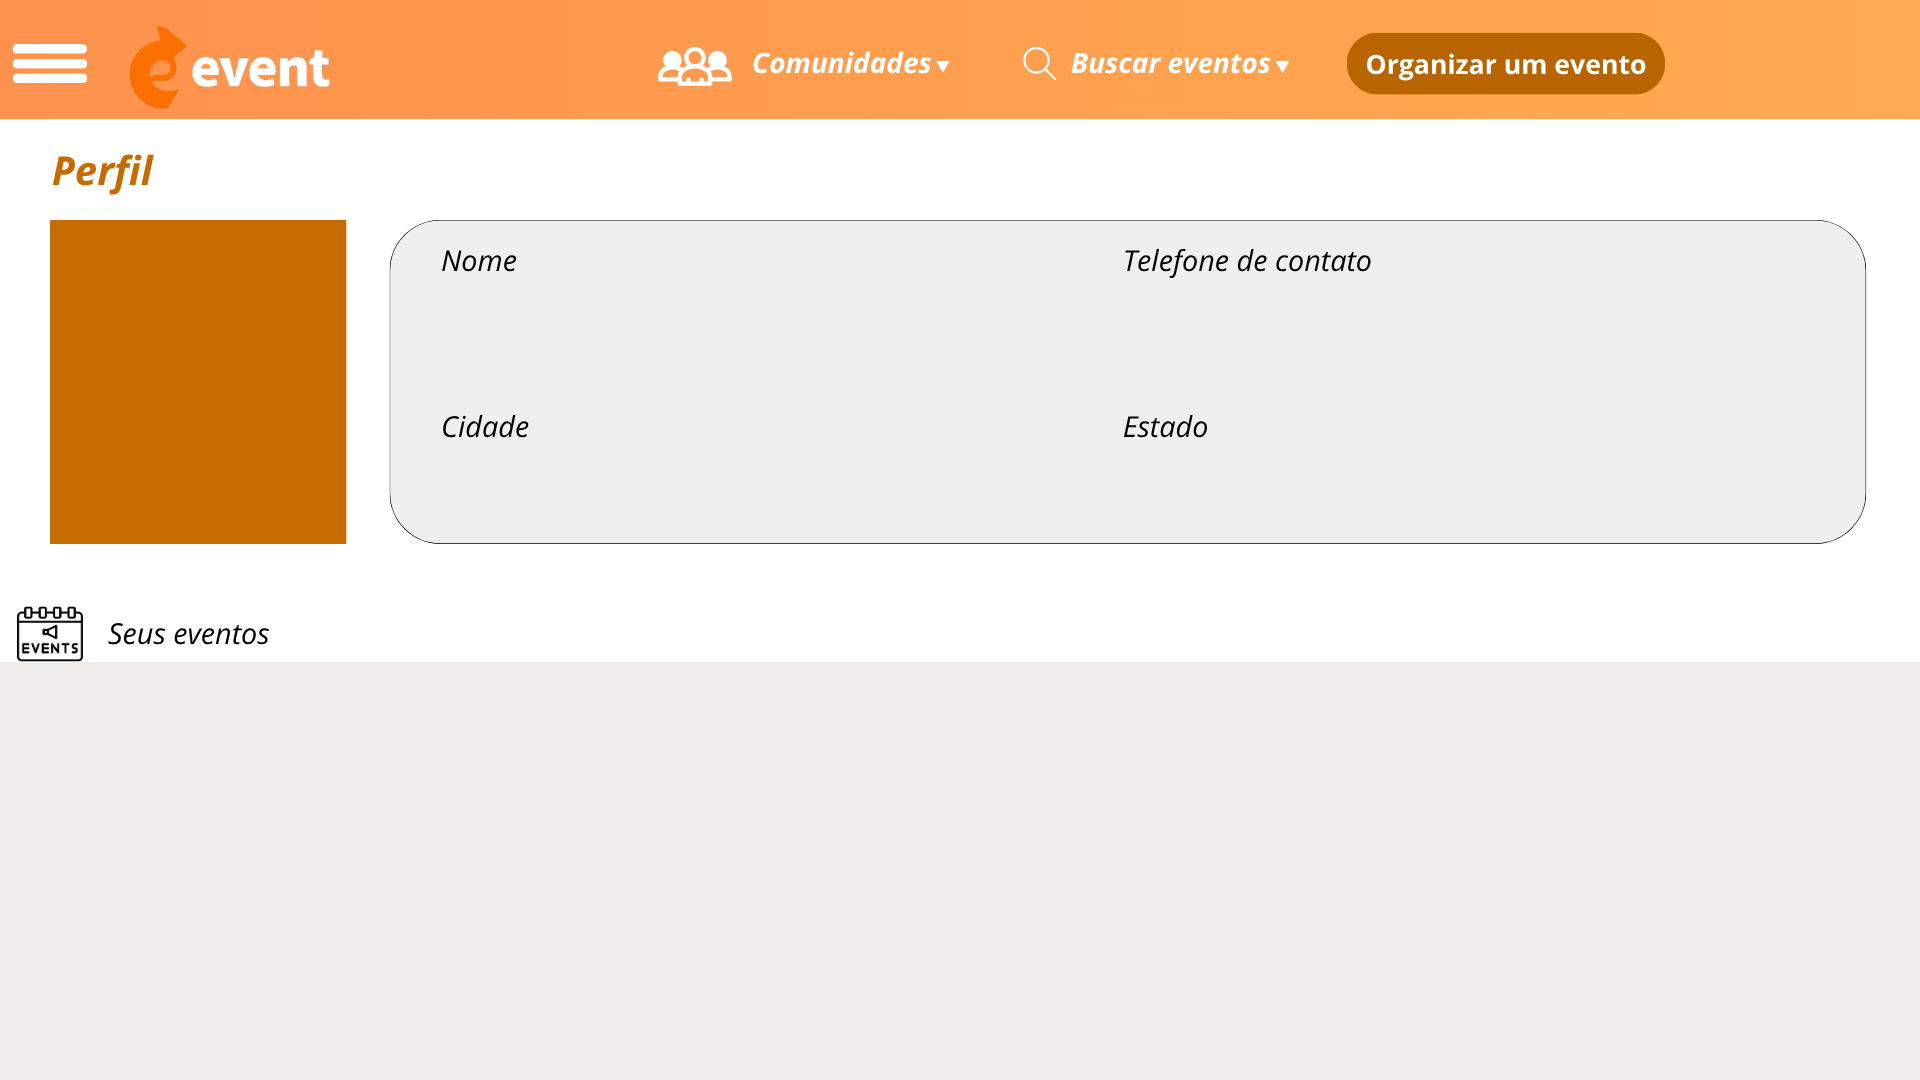 event
Comunidades
Buscar eventos
Organizar um evento
Perfil
Nome
Telefone de contato
Cidade
Estado
EVENTS
Seus eventos